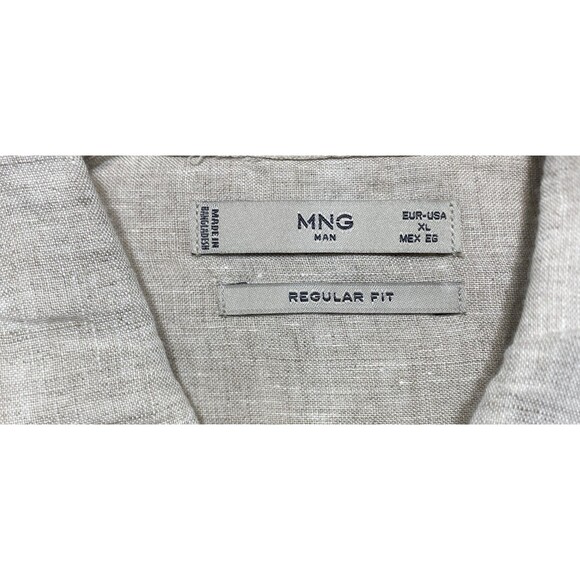 MADE IN
BANGLADESH
MNG
MAN
EUR-USA
XL
MEX EG
REGULAR FIT